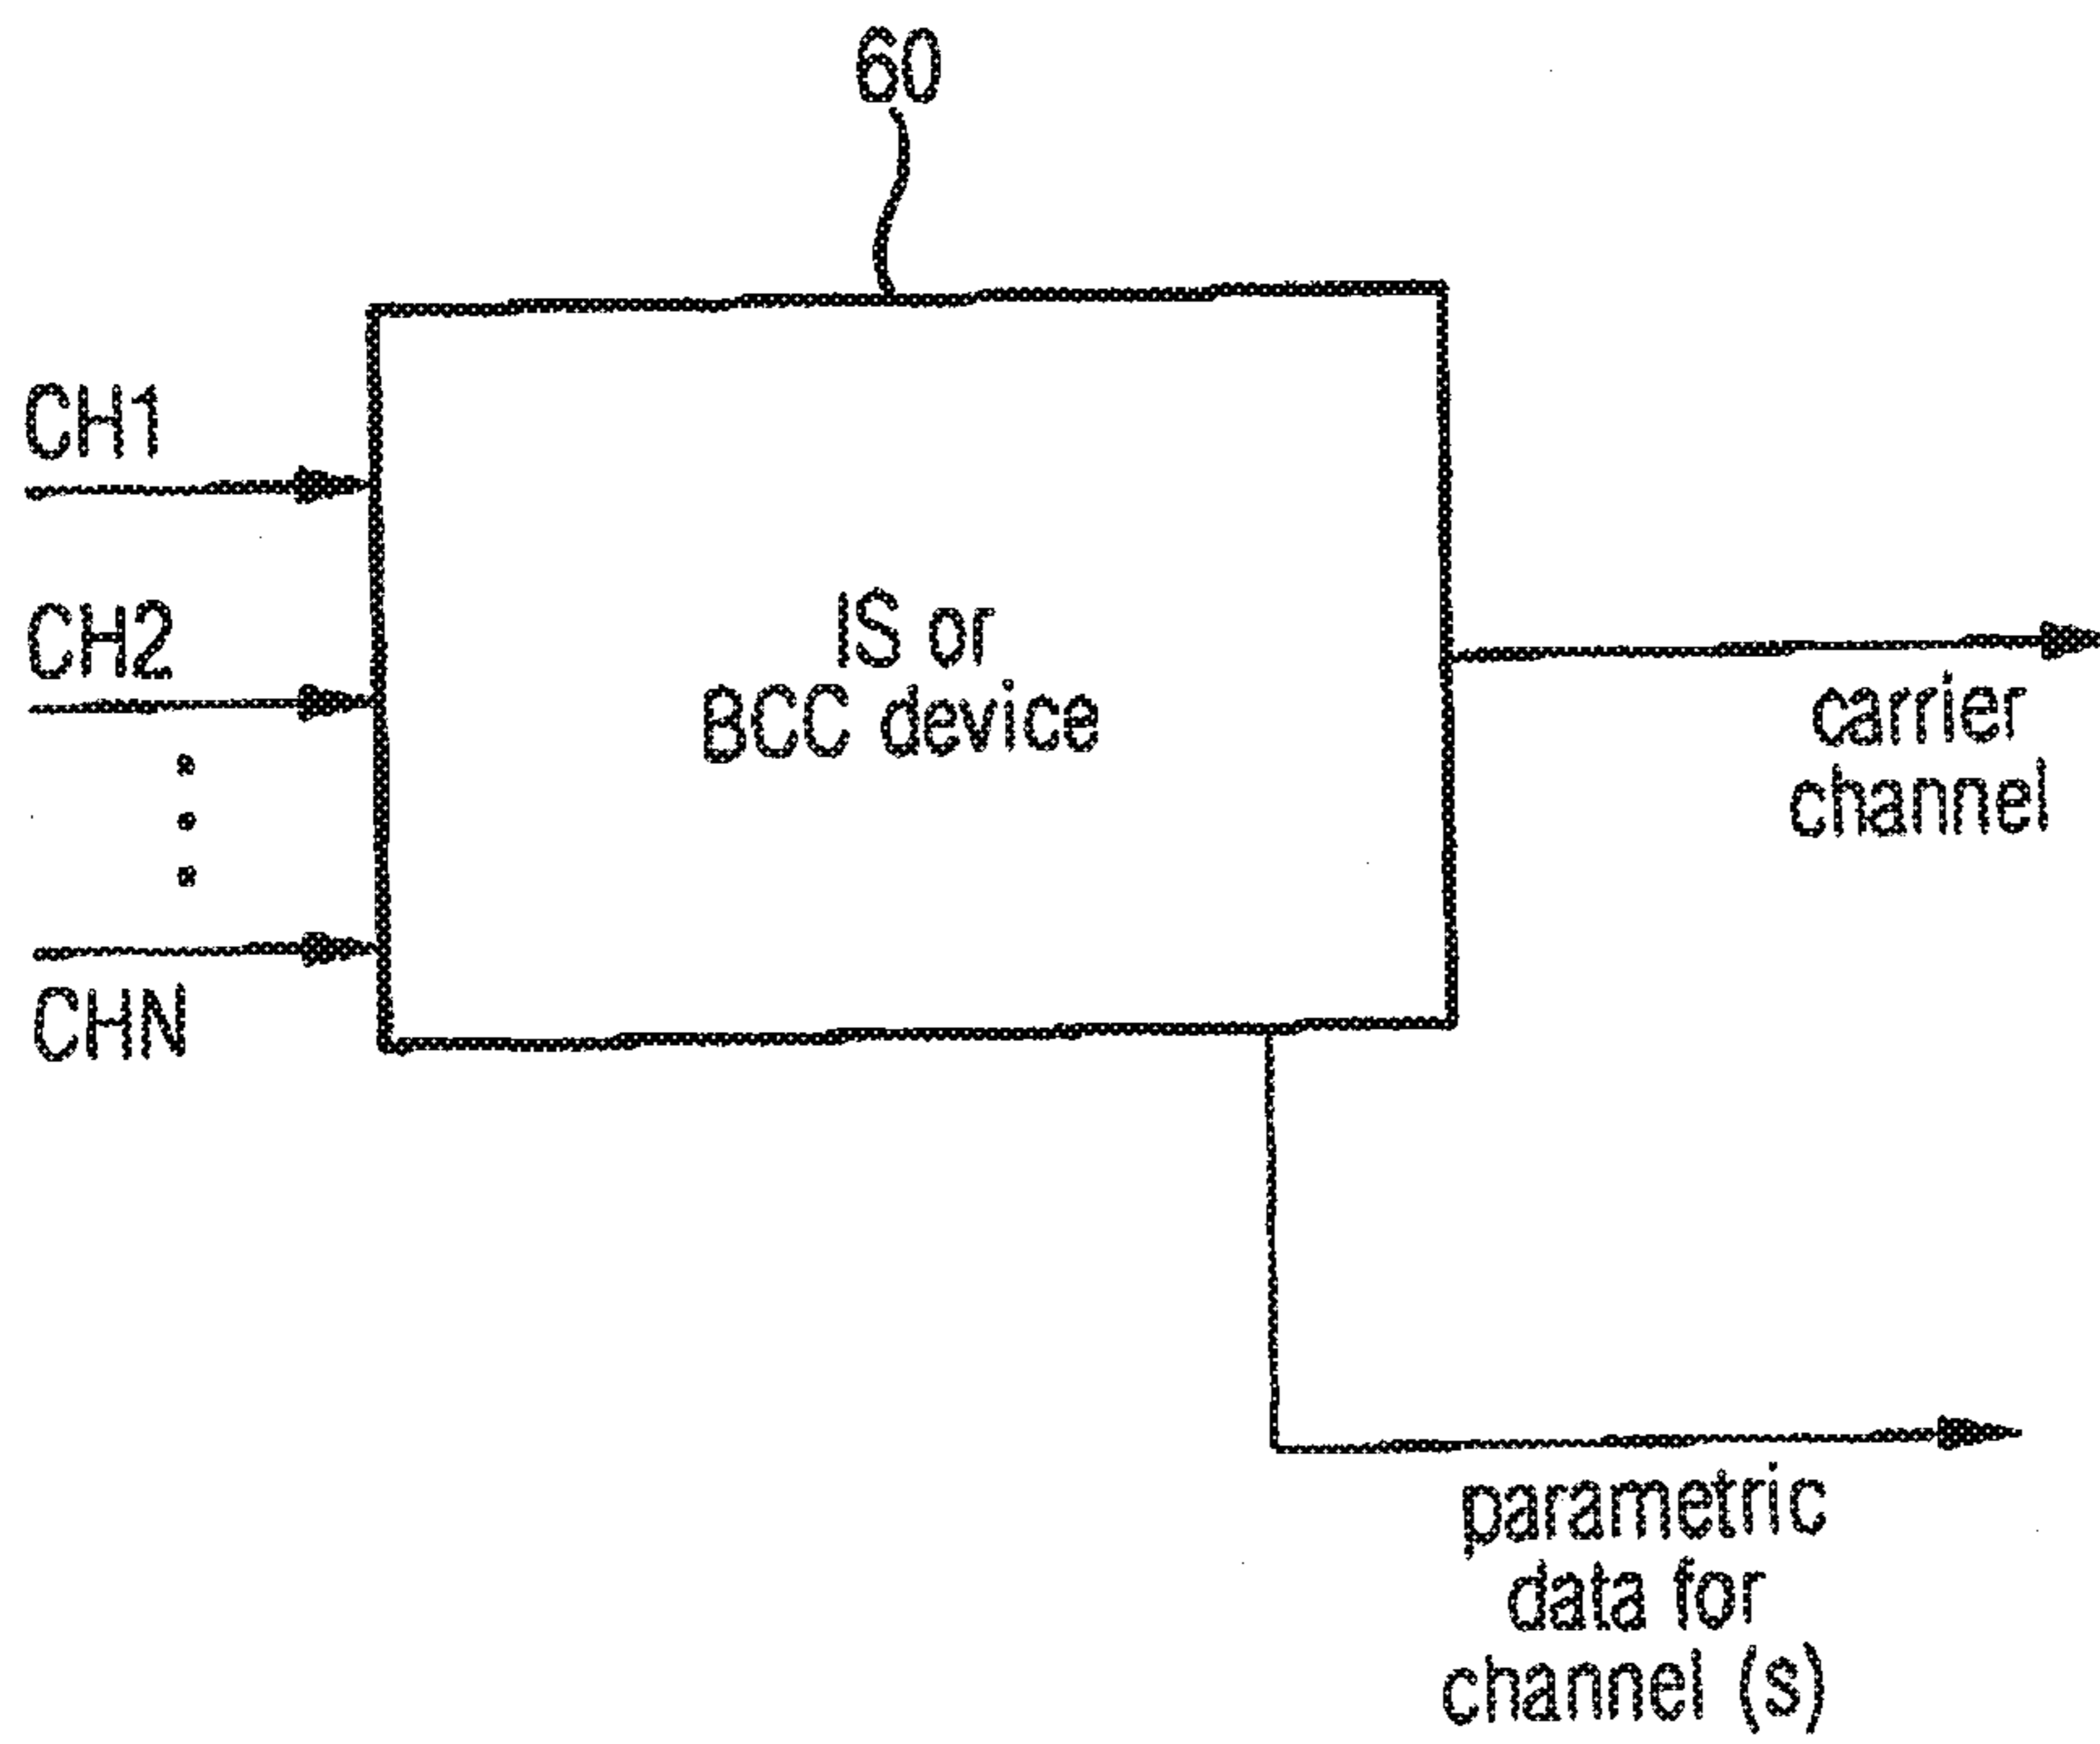 60
CH1
CH2
CHN
IS or
BCC device
carrier
channel
parametric
data for
channel (s)